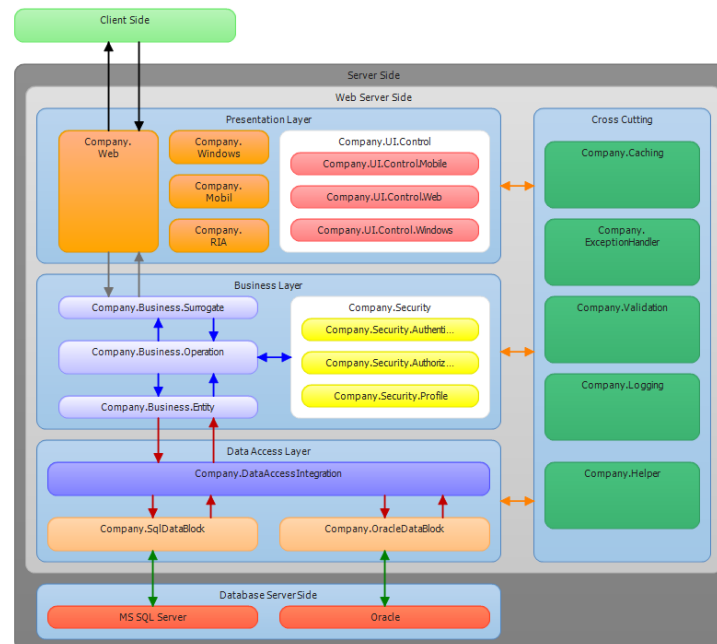 Client Side
Server Side
Web Server Side
Presentation Layer
Company.
Web
Company.
Windows
Company.
Mobil
Company.
RIA
Company.UI.Control
Company.UI.Control.Mobile
Company.UI.Control.Web
Company.UI.Control.Windows
Business Layer
Company.Business.Surrogate
Company.Business.Operation
Company.Business.Entity
Company.Security
Company.Security.Authenti...
Company.Security.Authoriz...
Company.Security.Profile
Data Access Layer
Company.DataAccessIntegration
Company.SqlDataBlock
Company.OracleDataBlock
Cross Cutting
Company.Caching
Company.
ExceptionHandler
Company.Validation
Company.Logging
Company.Helper
Database ServerSide
MS SQL Server
Oracle